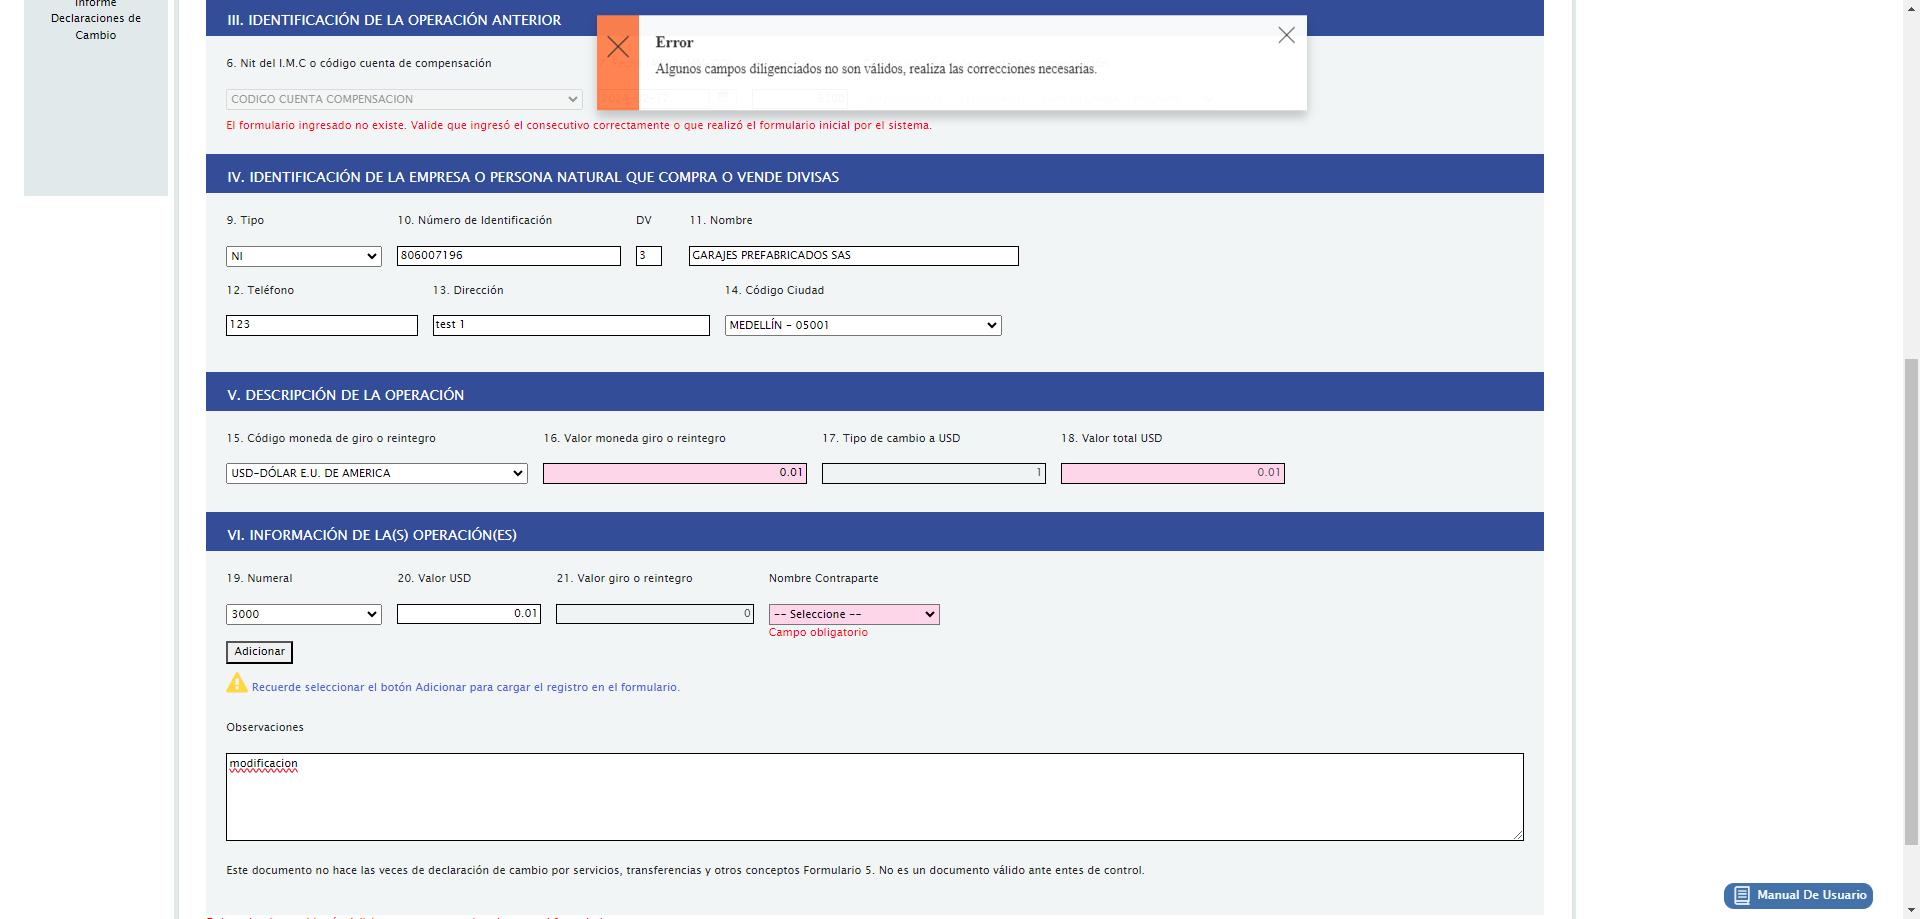 Informe
Declaraciones de
Cambio
III. IDENTIFICACIÓN DE LA OPERACIÓN ANTERIOR
Error
Algunos campos diligenciados no son válidos, realiza las correcciones necesarias.
6. Nit del I.M.C o código cuenta de compensación
CODIGO CUENTA COMPENSACION
El formulario ingresado no existe. Valide que ingresó el consecutivo correctamente o que realizó el formulario inicial por el sistema.
IV. IDENTIFICACIÓN DE LA EMPRESA O PERSONA NATURAL QUE COMPRA O VENDE DIVISAS
9. Tipo 10. Número de Identificación DV 11. Nombre
NI 806007196 3 GARAJES PREFABRICADOS SAS
12. Teléfono 13. Dirección 14. Código Ciudad
123 test 1 MEDELLÍN - 05001
V. DESCRIPCIÓN DE LA OPERACIÓN
15. Código moneda de giro o reintegro 16. Valor moneda giro o reintegro 17. Tipo de cambio a USD 18. Valor total USD
USD-DÓLAR E.U. DE AMERICA 0.01 1 0.01
VI. INFORMACIÓN DE LA(S) OPERACIÓN(ES)
19. Numeral 20. Valor USD 21. Valor giro o reintegro Nombre Contraparte
3000 0.01 0 -- Seleccione --
Campo obligatorio
Adicionar
Recuerde seleccionar el botón Adicionar para cargar el registro en el formulario.
Observaciones
modificacion
Este documento no hace las veces de declaración de cambio por servicios, transferencias y otros conceptos Formulario 5. No es un documento válido ante entes de control.
Manual De Usuario